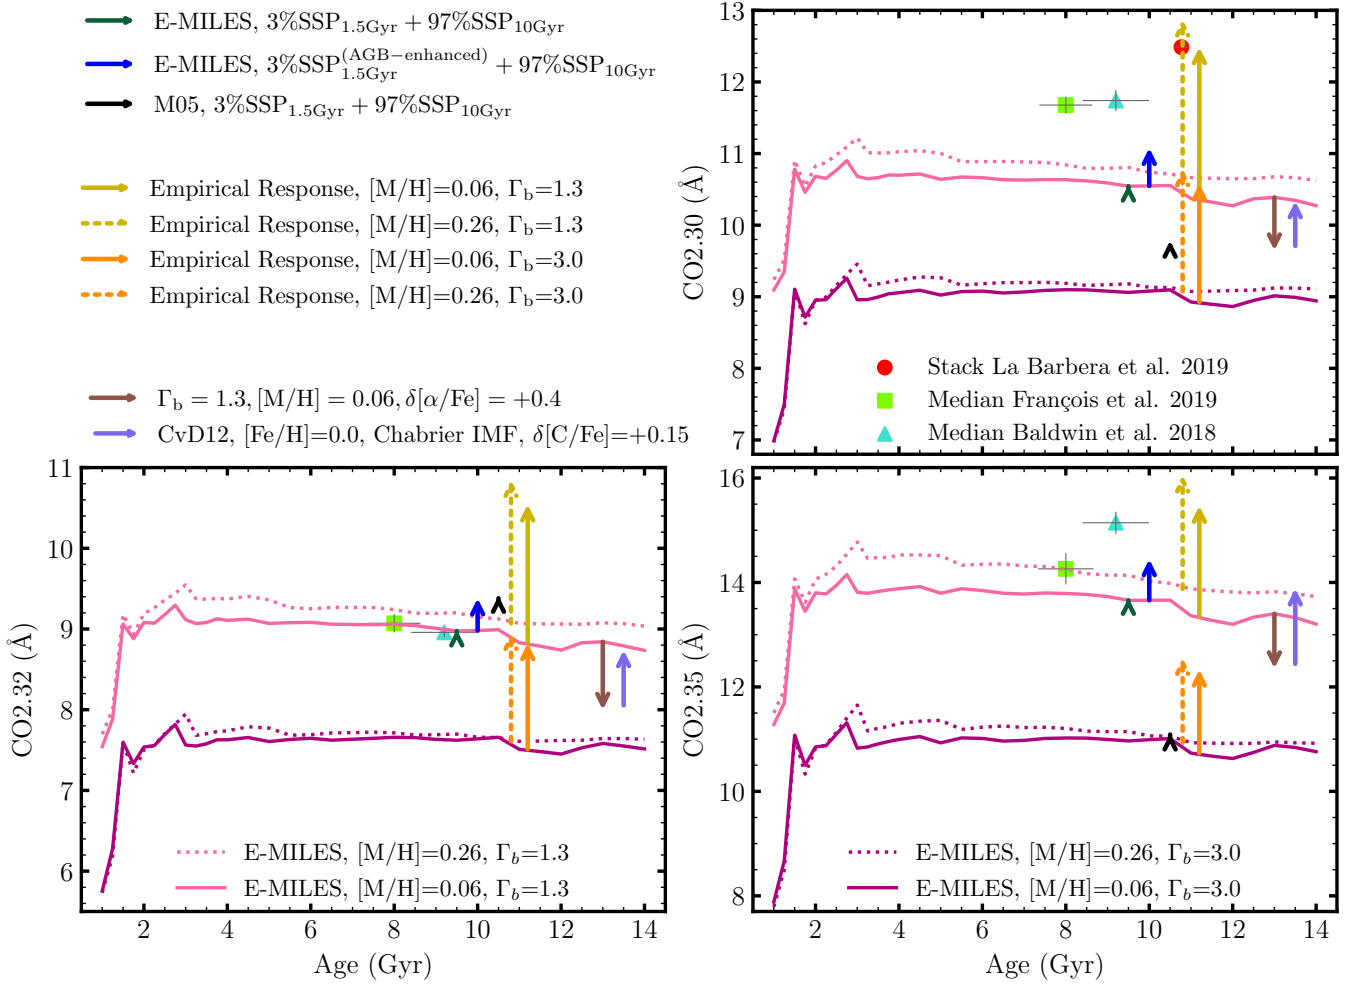 E-MILES, 3%SSP1.5Gyr + 97%SSP10Gyr
E-MILES, 3%SSP1.5Gyr(AGB−enhanced) + 97%SSP10Gyr
M05, 3%SSP1.5Gyr + 97%SSP10Gyr
Empirical Response, [M/H]=0.06, Γb=1.3
Empirical Response, [M/H]=0.26, Γb=1.3
Empirical Response, [M/H]=0.06, Γb=3.0
Empirical Response, [M/H]=0.26, Γb=3.0
Γb = 1.3, [M/H] = 0.06, δ[α/Fe] = +0.4
CvD12, [Fe/H]=0.0, Chabrier IMF, δ[C/Fe]=+0.15
13
12
11
10
9
8
7
CO2.30 (Å)
Stack La Barbera et al. 2019
Median François et al. 2019
Median Baldwin et al. 2018
11
10
9
8
7
6
CO2.32 (Å)
E-MILES, [M/H]=0.26, Γb=1.3
E-MILES, [M/H]=0.06, Γb=1.3
2 4 6 8 10 12 14
Age (Gyr)
16
14
12
10
8
CO2.35 (Å)
E-MILES, [M/H]=0.26, Γb=3.0
E-MILES, [M/H]=0.06, Γb=3.0
2 4 6 8 10 12 14
Age (Gyr)